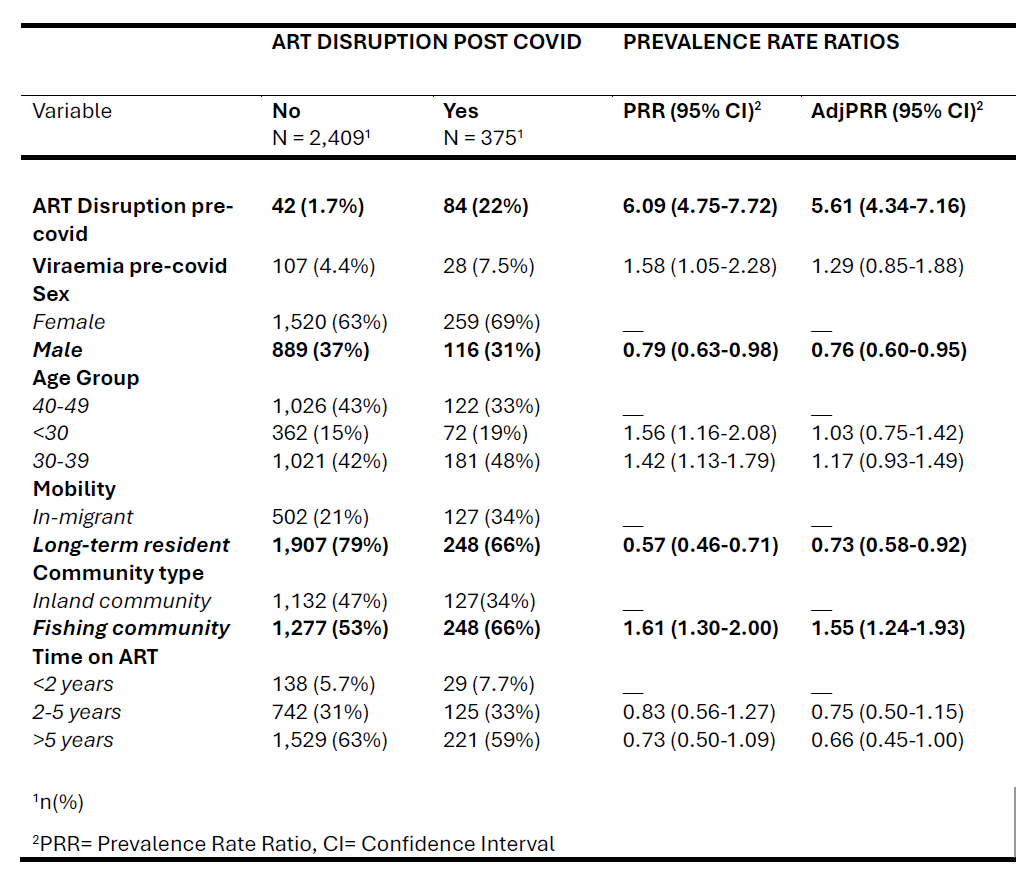 ART DISRUPTION POST COVID PREVALENCE RATE RATIOS
Variable No Yes PRR (95% CI)² AdjPRR (95% CI)²
N = 2,409¹ N = 375¹
ART Disruption pre- 42 (1.7%) 84 (22%) 6.09 (4.75-7.72) 5.61 (4.34-7.16)
covid
Viraemia pre-covid 107 (4.4%) 28 (7.5%) 1.58 (1.05-2.28) 1.29 (0.85-1.88)
Sex
Female 1,520 (63%) 259 (69%) __ __
Male 889 (37%) 116 (31%) 0.79 (0.63-0.98) 0.76 (0.60-0.95)
Age Group
40-49 1,026 (43%) 122 (33%) __ __
<30 362 (15%) 72 (19%) 1.56 (1.16-2.08) 1.03 (0.75-1.42)
30-39 1,021 (42%) 181 (48%) 1.42 (1.13-1.79) 1.17 (0.93-1.49)
Mobility
In-migrant 502 (21%) 127 (34%) __ __
Long-term resident 1,907 (79%) 248 (66%) 0.57 (0.46-0.71) 0.73 (0.58-0.92)
Community type
Inland community 1,132 (47%) 127(34%) __ __
Fishing community 1,277 (53%) 248 (66%) 1.61 (1.30-2.00) 1.55 (1.24-1.93)
Time on ART
<2 years 138 (5.7%) 29 (7.7%) __ __
2-5 years 742 (31%) 125 (33%) 0.83 (0.56-1.27) 0.75 (0.50-1.15)
>5 years 1,529 (63%) 221 (59%) 0.73 (0.50-1.09) 0.66 (0.45-1.00)
¹n(%)
²PRR= Prevalence Rate Ratio, CI= Confidence Interval